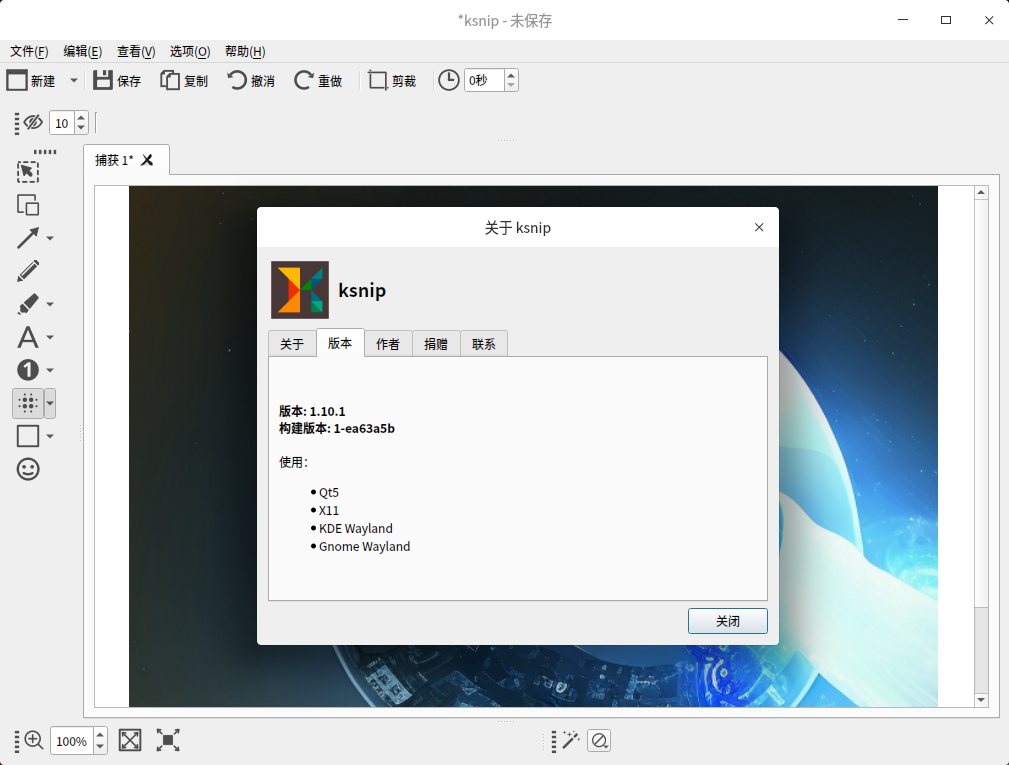 *ksnip - 未保存
文件(F) 编辑(E) 查看(V) 选项(O) 帮助(H)
新建 保存 复制 撤消 重做 剪裁 0秒
10
捕获 1*
关于 ksnip
ksnip
关于 版本 作者 捐赠 联系
版本: 1.10.1
构建版本: 1-ea63a5b
使用：
Qt5
X11
KDE Wayland
Gnome Wayland
关闭
A
1
100%